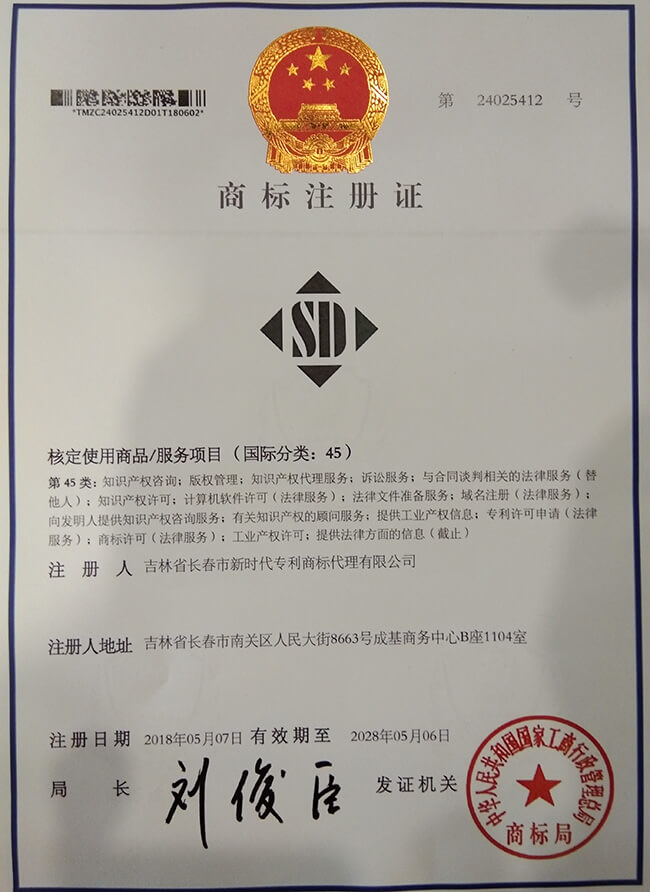 *TMZC24025412D01T180602*
第 24025412 号
商标注册证
SD
核定使用商品/服务项目（国际分类：45）
第 45 类：知识产权咨询；版权管理；知识产权代理服务；诉讼服务；与合同谈判相关的法律服务（替
他人）；知识产权许可；计算机软件许可（法律服务）；法律文件准备服务；域名注册（法律服务）；
向发明人提供知识产权咨询服务；有关知识产权的顾问服务；提供工业产权信息；专利许可申请（法律
服务）；商标许可（法律服务）；工业产权许可；提供法律方面的信息（截止）
注册人 吉林省长春市新时代专利商标代理有限公司
注册人地址 吉林省长春市南关区人民大街8663号成基商务中心B座1104室
注册日期 2018年05月07日 有效期至 2028年05月06日
局长 刘俊臣 发证机关
中华人民共和国国家工商行政管理总局
商标局